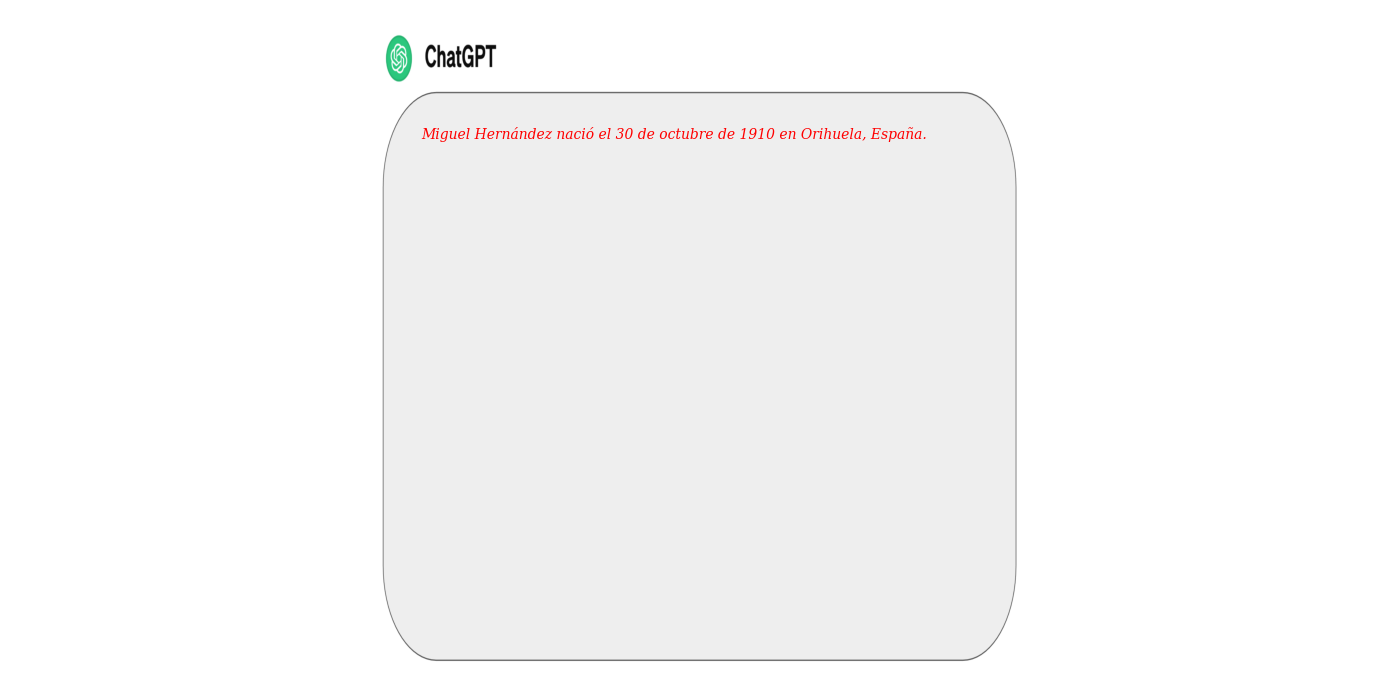 ChatGPT
Miguel Hernández nació el 30 de octubre de 1910 en Orihuela, España.